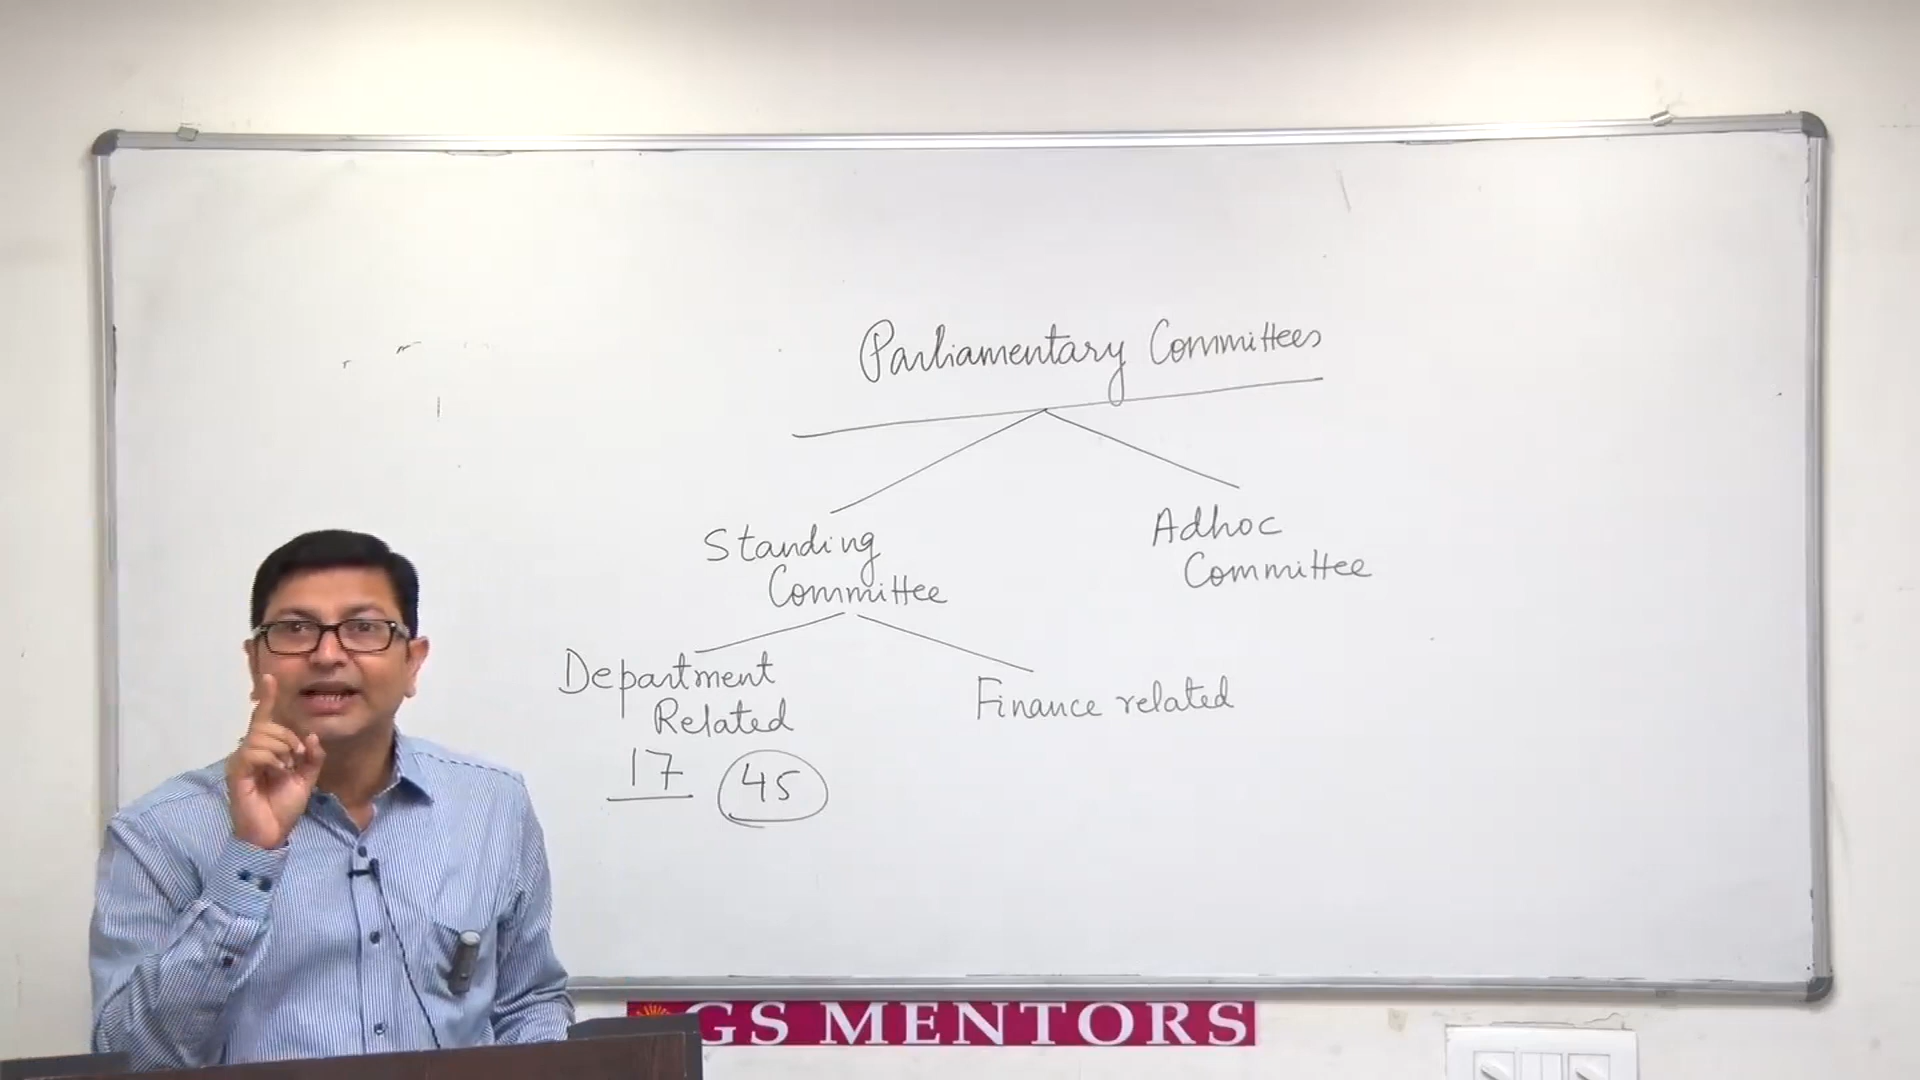 Parliamentary Committees
Standing
Committee
Adhoc
Committee
Department
Related
17 45
Finance related
GS MENTORS